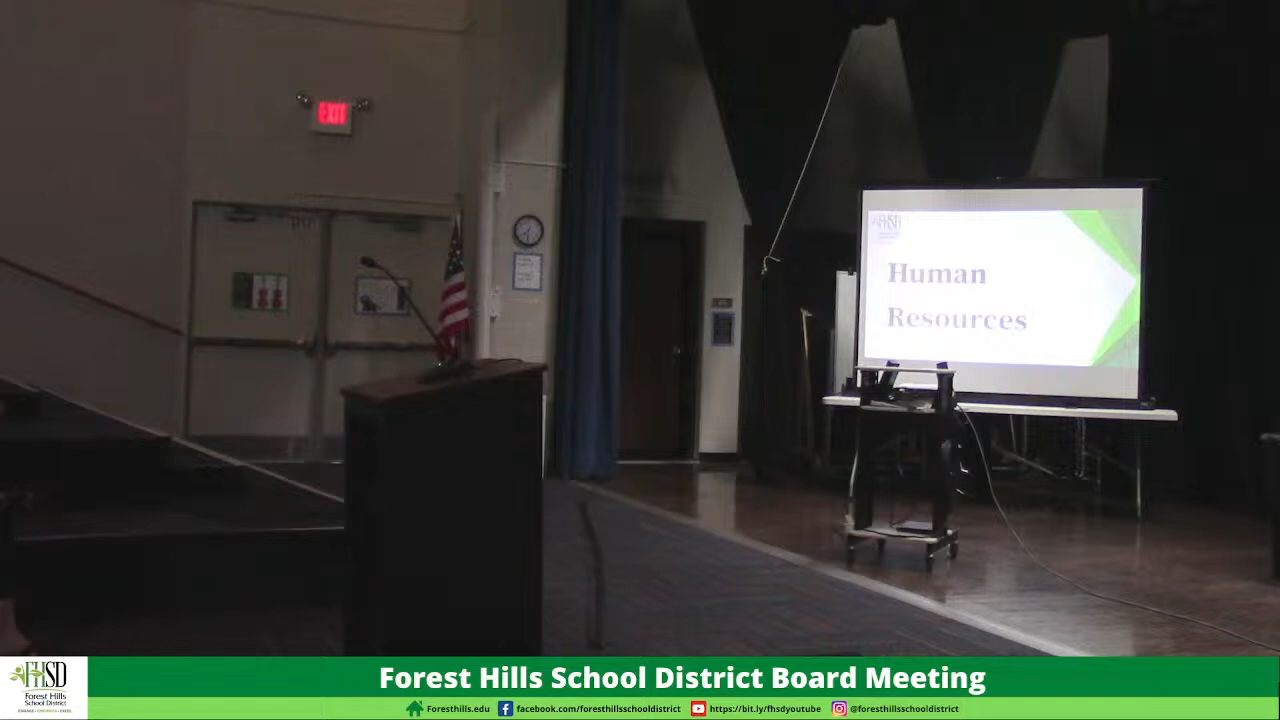 EXIT
FHSD
Human
Resources
Forest Hills School District Board Meeting
FHSD
Forest Hills
School District
Foresthills.edu
facebook.com/foresthillsschooldistrict
https://bit.ly/fhsdyoutube
@foresthillsschooldistrict